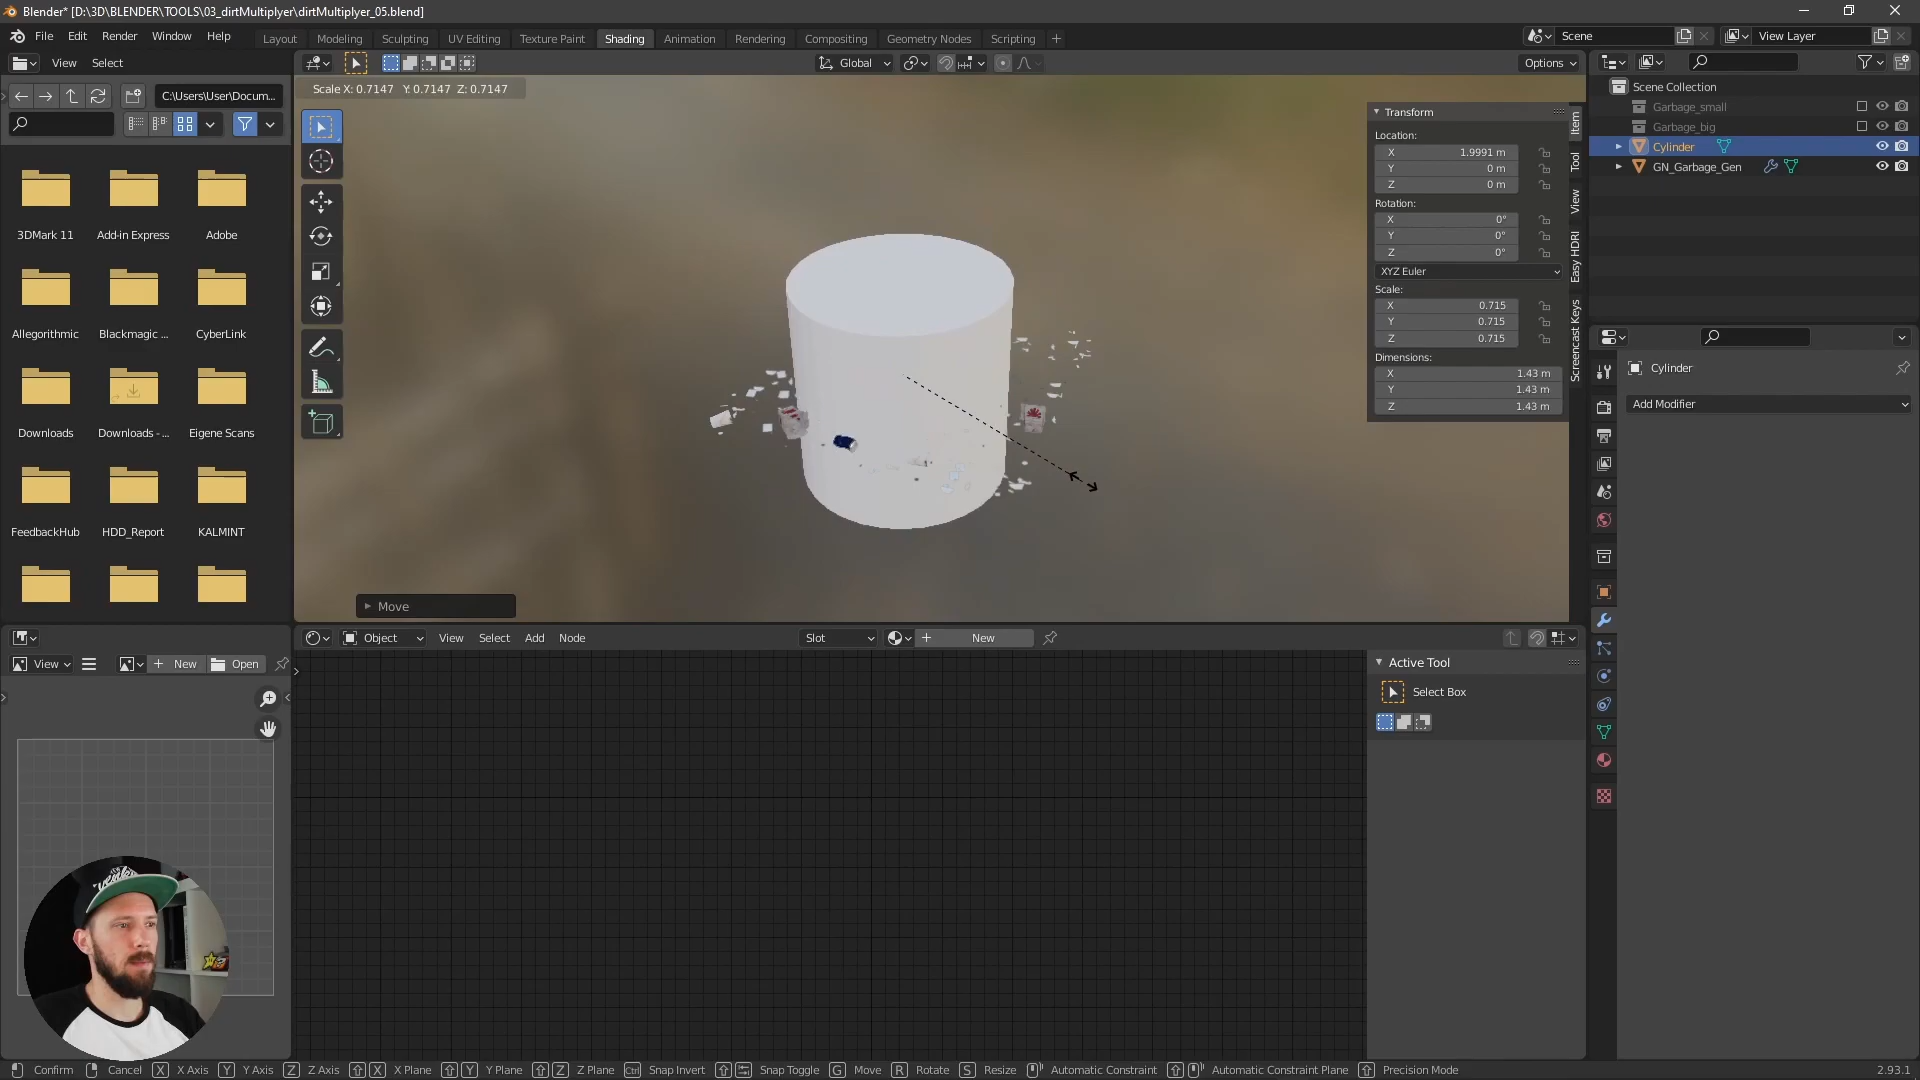 Blender* [D:\3D\BLENDER\TOOLS\03_dirtMultiplyer\dirtMultiplyer_05.blend]
File Edit Render Window Help
Layout Modeling Sculpting UV Editing Texture Paint Shading Animation Rendering Compositing Geometry Nodes Scripting +
Scene
View Layer
View Select
Global
Options
C:\Users\User\Docum...
Scale X: 0.7147 Y: 0.7147 Z: 0.7147
3DMark 11
Add-in Express
Adobe
Allegorithmic
Blackmagic ...
CyberLink
Downloads
Downloads - ...
Eigene Scans
FeedbackHub
HDD_Report
KALMINT
Move
Transform
Location:
X 1.9991 m
Y 0 m
Z 0 m
Rotation:
X 0°
Y 0°
Z 0°
XYZ Euler
Scale:
X 0.715
Y 0.715
Z 0.715
Dimensions:
X 1.43 m
Y 1.43 m
Z 1.43 m
Item
Tool
View
Easy HDRI
Screencast Keys
Scene Collection
Garbage_small
Garbage_big
Cylinder
GN_Garbage_Gen
Cylinder
Add Modifier
Object View Select Add Node
Slot
New
View
New
Open
Active Tool
Select Box
Confirm Cancel X X Axis Y Y Axis Z Z Axis X X Plane Y Y Plane Z Z Plane Ctrl Snap Invert Snap Toggle G Move R Rotate S Resize Automatic Constraint Automatic Constraint Plane Precision Mode
2.93.1